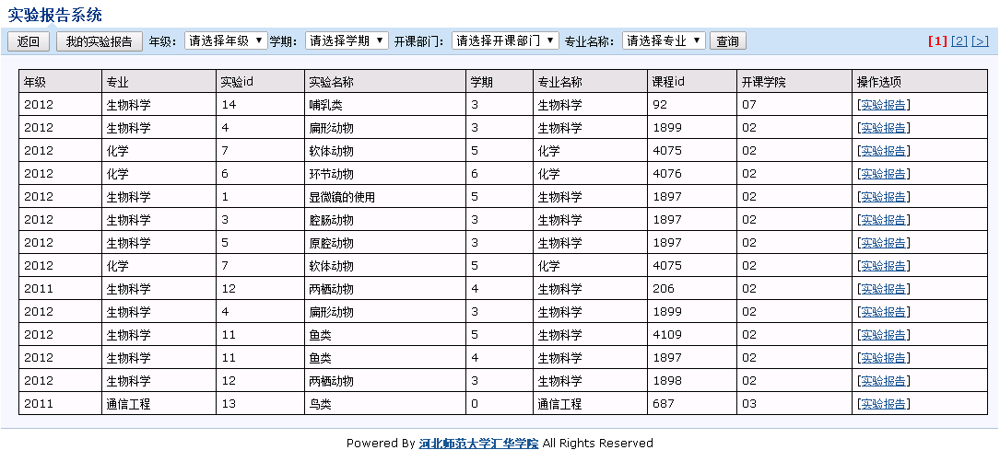 实验报告系统
返回 我的实验报告 年级： 请选择年级 学期： 请选择学期 开课部门： 请选择开课部门 专业名称： 请选择专业 查询 [1] [2] [>]
年级 专业 实验id 实验名称 学期 专业名称 课程id 开课学院 操作选项
2012 生物科学 14 哺乳类 3 生物科学 92 07 [实验报告]
2012 生物科学 4 扁形动物 3 生物科学 1899 02 [实验报告]
2012 化学 7 软体动物 5 化学 4075 02 [实验报告]
2012 化学 6 环节动物 6 化学 4076 02 [实验报告]
2012 生物科学 1 显微镜的使用 5 生物科学 1897 02 [实验报告]
2012 生物科学 3 腔肠动物 3 生物科学 1897 02 [实验报告]
2012 生物科学 5 原腔动物 3 生物科学 1897 02 [实验报告]
2012 化学 7 软体动物 5 化学 4075 02 [实验报告]
2011 生物科学 12 两栖动物 4 生物科学 206 02 [实验报告]
2012 生物科学 4 扁形动物 3 生物科学 1899 02 [实验报告]
2012 生物科学 11 鱼类 5 生物科学 4109 02 [实验报告]
2012 生物科学 11 鱼类 4 生物科学 1897 02 [实验报告]
2012 生物科学 12 两栖动物 3 生物科学 1898 02 [实验报告]
2011 通信工程 13 鸟类 0 通信工程 687 03 [实验报告]
Powered By 河北师范大学汇华学院 All Rights Reserved